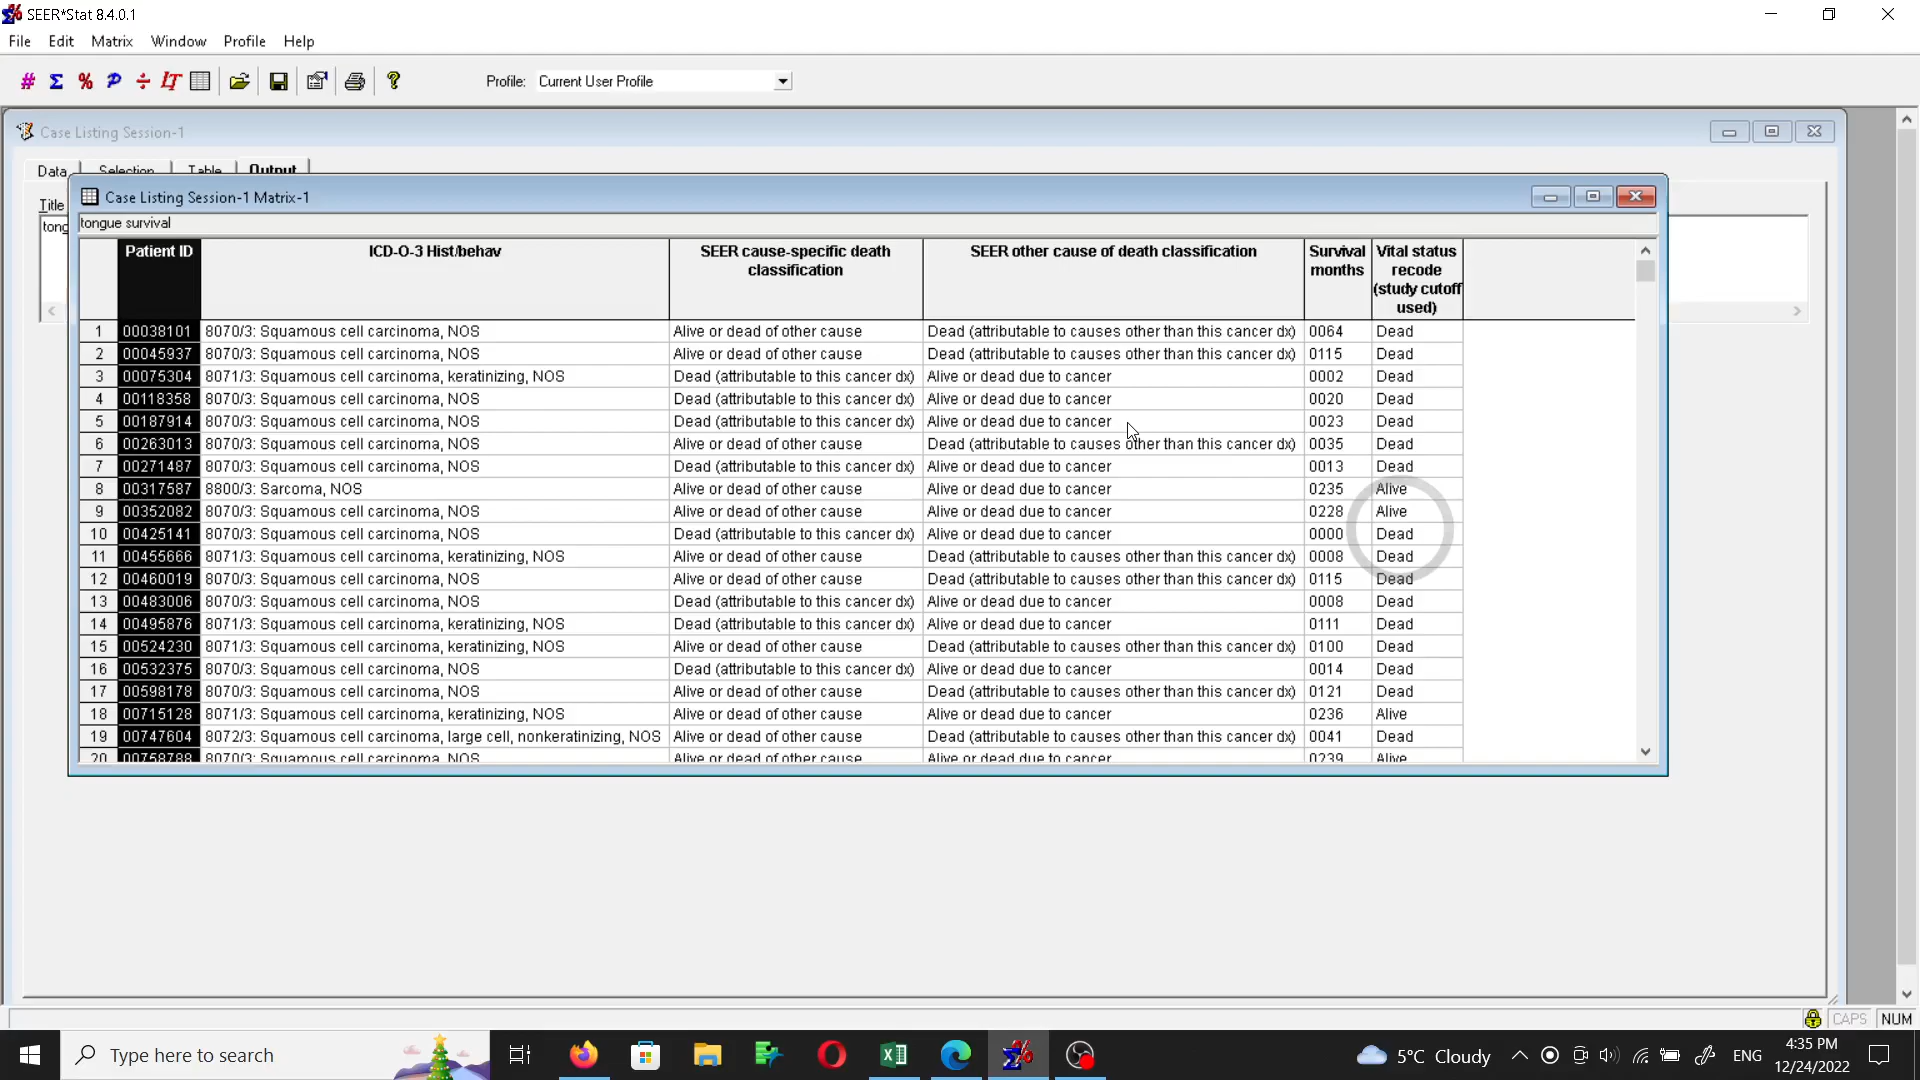 SEER*Stat 8.4.0.1
File Edit Matrix Window Profile Help
Profile: Current User Profile
Case Listing Session-1
Data Selection Table Output
Title
tong
Case Listing Session-1 Matrix-1
tongue survival
Patient ID ICD-O-3 Hist/behav SEER cause-specific death classification SEER other cause of death classification Survival months Vital status recode (study cutoff used)
1 00038101 8070/3: Squamous cell carcinoma, NOS Alive or dead of other cause Dead (attributable to causes other than this cancer dx) 0064 Dead
2 00045937 8070/3: Squamous cell carcinoma, NOS Alive or dead of other cause Dead (attributable to causes other than this cancer dx) 0115 Dead
3 00075304 8071/3: Squamous cell carcinoma, keratinizing, NOS Dead (attributable to this cancer dx) Alive or dead due to cancer 0002 Dead
4 00118358 8070/3: Squamous cell carcinoma, NOS Dead (attributable to this cancer dx) Alive or dead due to cancer 0020 Dead
5 00187914 8070/3: Squamous cell carcinoma, NOS Dead (attributable to this cancer dx) Alive or dead due to cancer 0023 Dead
6 00263013 8070/3: Squamous cell carcinoma, NOS Alive or dead of other cause Dead (attributable to causes other than this cancer dx) 0035 Dead
7 00271487 8070/3: Squamous cell carcinoma, NOS Dead (attributable to this cancer dx) Alive or dead due to cancer 0013 Dead
8 00317587 8800/3: Sarcoma, NOS Alive or dead of other cause Alive or dead due to cancer 0235 Alive
9 00352082 8070/3: Squamous cell carcinoma, NOS Alive or dead of other cause Alive or dead due to cancer 0228 Alive
10 00425141 8070/3: Squamous cell carcinoma, NOS Dead (attributable to this cancer dx) Alive or dead due to cancer 0000 Dead
11 00455666 8071/3: Squamous cell carcinoma, keratinizing, NOS Alive or dead of other cause Dead (attributable to causes other than this cancer dx) 0008 Dead
12 00460019 8070/3: Squamous cell carcinoma, NOS Alive or dead of other cause Dead (attributable to causes other than this cancer dx) 0115 Dead
13 00483006 8070/3: Squamous cell carcinoma, NOS Dead (attributable to this cancer dx) Alive or dead due to cancer 0008 Dead
14 00495876 8071/3: Squamous cell carcinoma, keratinizing, NOS Dead (attributable to this cancer dx) Alive or dead due to cancer 0111 Dead
15 00524230 8071/3: Squamous cell carcinoma, keratinizing, NOS Alive or dead of other cause Dead (attributable to causes other than this cancer dx) 0100 Dead
16 00532375 8070/3: Squamous cell carcinoma, NOS Dead (attributable to this cancer dx) Alive or dead due to cancer 0014 Dead
17 00598178 8070/3: Squamous cell carcinoma, NOS Alive or dead of other cause Dead (attributable to causes other than this cancer dx) 0121 Dead
18 00715128 8071/3: Squamous cell carcinoma, keratinizing, NOS Alive or dead of other cause Alive or dead due to cancer 0236 Alive
19 00747604 8072/3: Squamous cell carcinoma, large cell, nonkeratinizing, NOS Alive or dead of other cause Dead (attributable to causes other than this cancer dx) 0041 Dead
20 00758788 8070/3: Squamous cell carcinoma, NOS Alive or dead of other cause Alive or dead due to cancer 0239 Alive
CAPS NUM
Type here to search 5°C Cloudy ENG 4:35 PM
12/24/2022